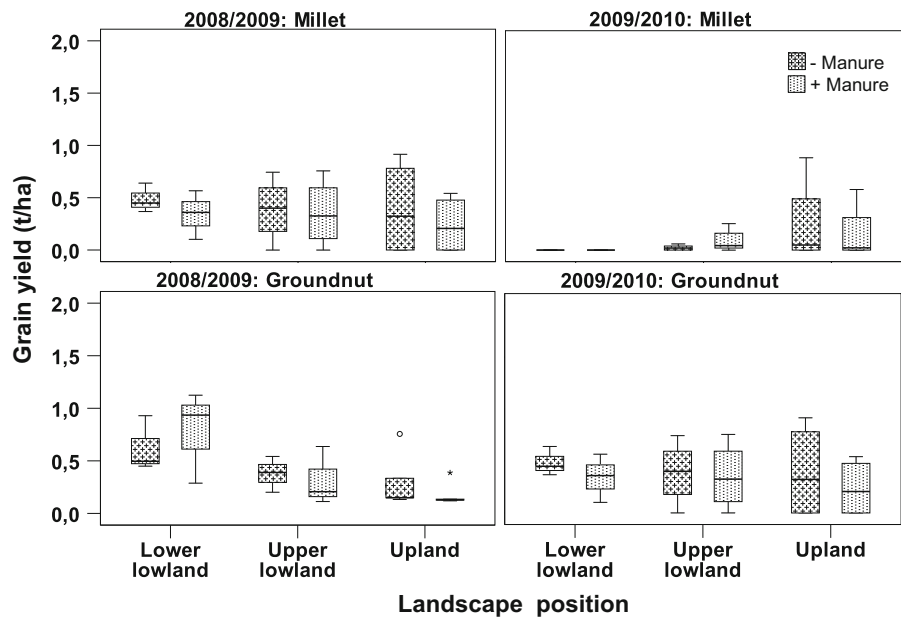 2008/2009: Millet
2009/2010: Millet
2,0
1,5
1,0
0,5
0,0
- Manure
+ Manure
Grain yield (t/ha)
2008/2009: Groundnut
2009/2010: Groundnut
2,0
1,5
1,0
0,5
0,0
Lower
lowland
Upper
lowland
Upland
Lower
lowland
Upper
lowland
Upland
Landscape position